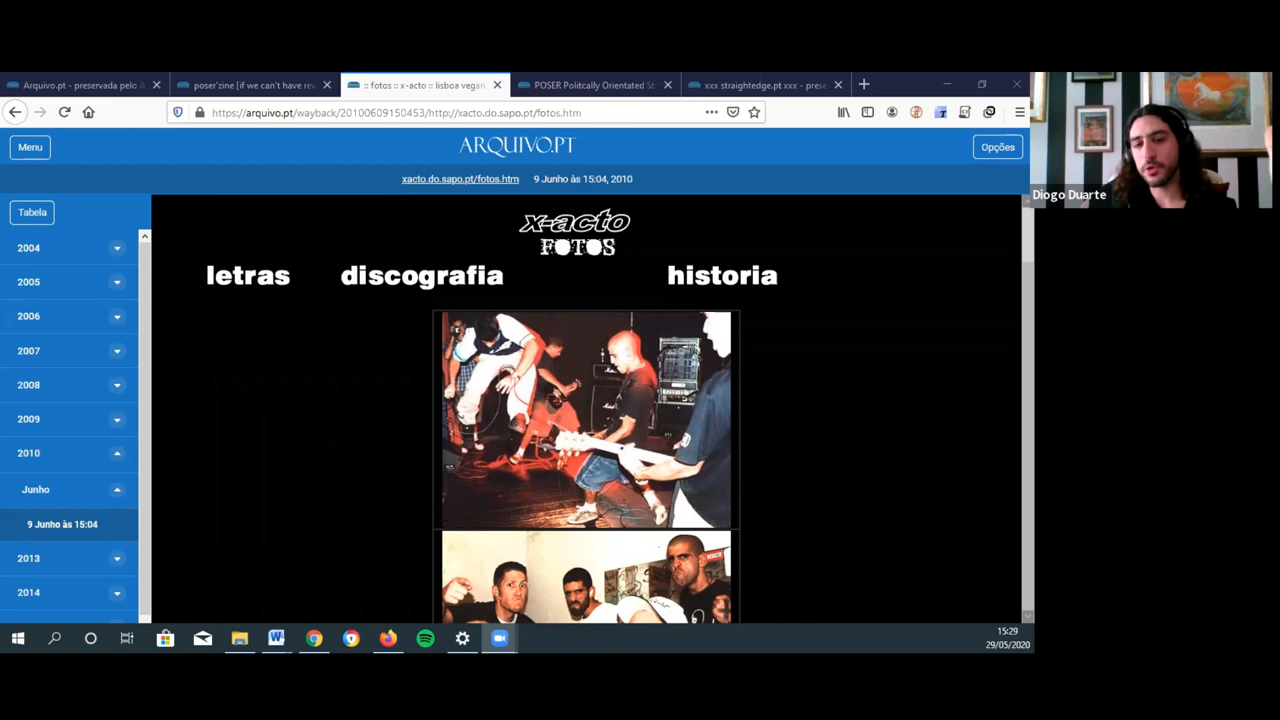 Arquivo.pt - preservada pelo A
poser'zine [if we can't have rev
:: fotos :: x-acto :: lisboa vegan
POSER Politcally Orientated St
xxx straightedge.pt xxx - prese
https://arquivo.pt/wayback/20100609150453/http://xacto.do.sapo.pt/fotos.htm
Menu
ARQUIVO.PT
Opções
xacto.do.sapo.pt/fotos.htm 9 Junho às 15:04, 2010
Diogo Duarte
Tabela
2004
2005
2006
2007
2008
2009
2010
Junho
9 Junho às 15:04
2013
2014
x-acto
FOTOS
letras discografia historia
15:29
29/05/2020